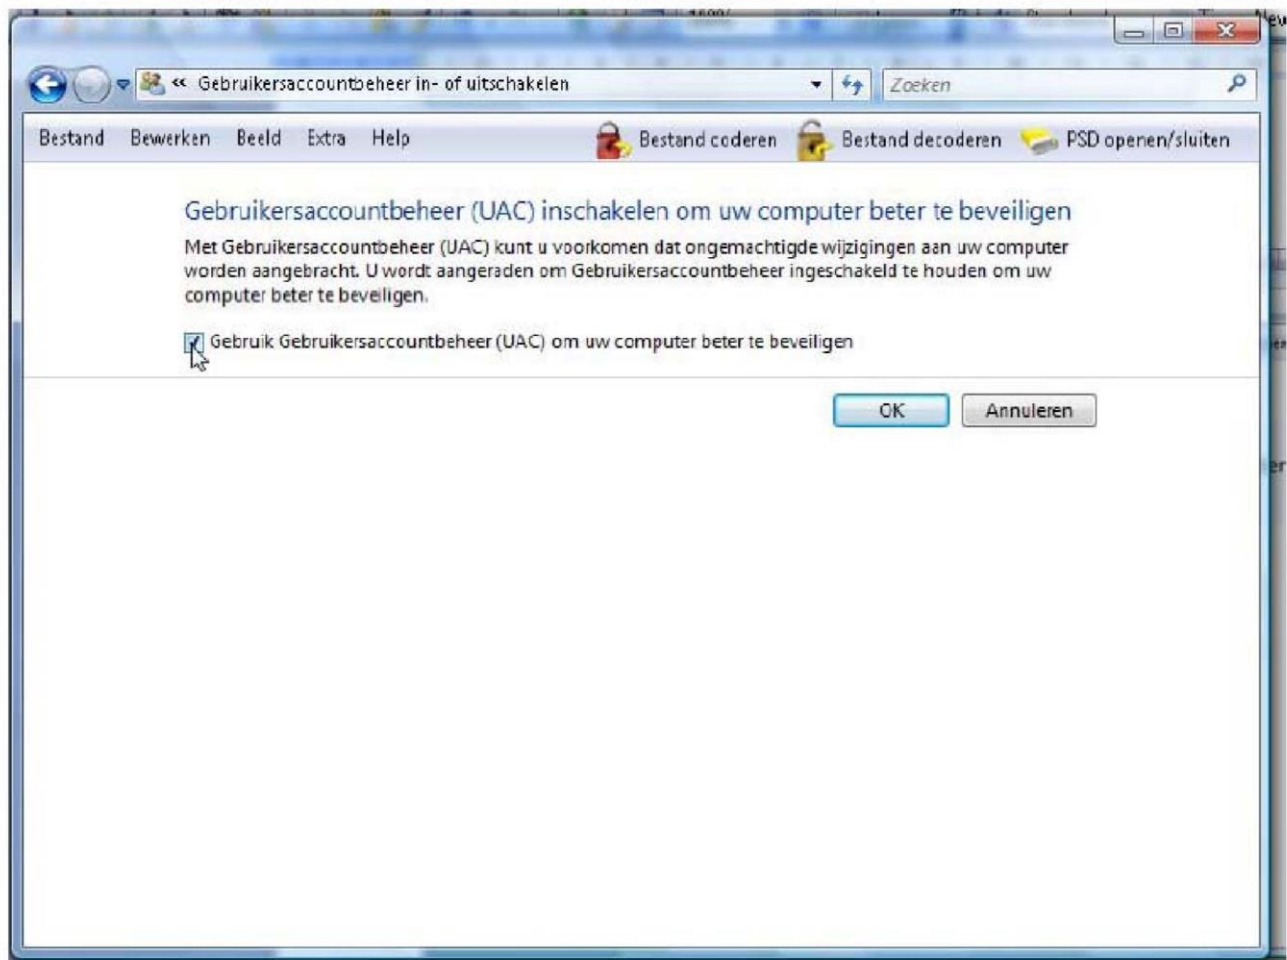 « Gebruikersaccountbeheer in- of uitschakelen
Zoeken
Bestand Bewerken Beeld Extra Help Bestand coderen Bestand decoderen PSD openen/sluiten
Gebruikersaccountbeheer (UAC) inschakelen om uw computer beter te beveiligen
Met Gebruikersaccountbeheer (UAC) kunt u voorkomen dat ongemachtigde wijzigingen aan uw computer
worden aangebracht. U wordt aangeraden om Gebruikersaccountbeheer ingeschakeld te houden om uw
computer beter te beveiligen.
Gebruik Gebruikersaccountbeheer (UAC) om uw computer beter te beveiligen
OK Annuleren